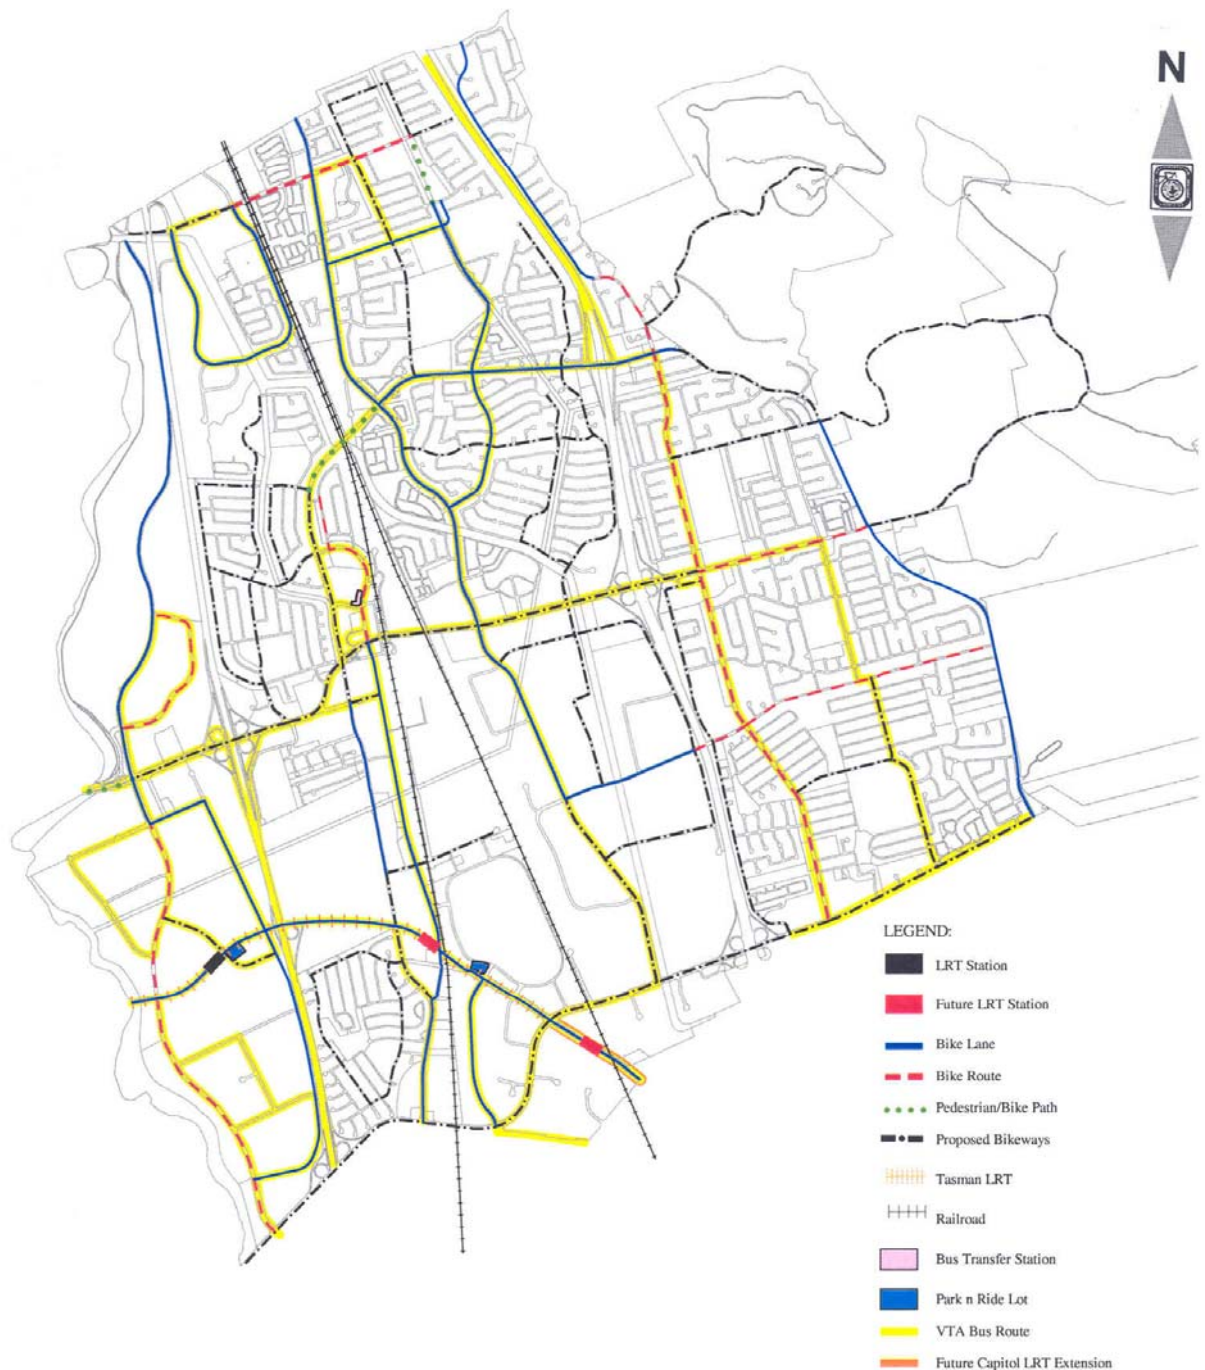 N
LEGEND:
LRT Station
Future LRT Station
Bike Lane
Bike Route
Pedestrian/Bike Path
Proposed Bikeways
Tasman LRT
Railroad
Bus Transfer Station
Park n Ride Lot
VTA Bus Route
Future Capitol LRT Extension